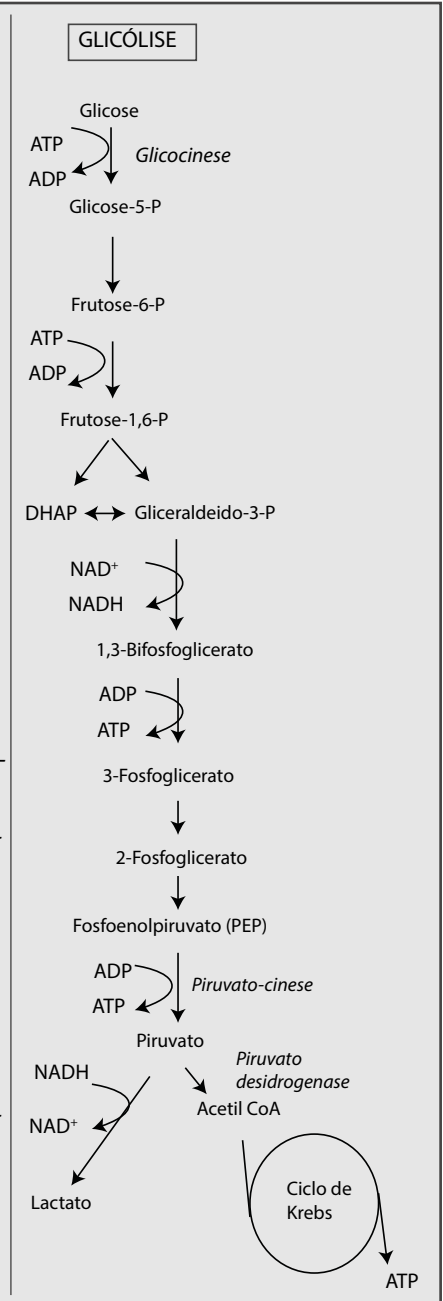 GLICÓLISE
Glicose
ATP
Glicocinese
ADP
Glicose-5-P
Frutose-6-P
ATP
ADP
Frutose-1,6-P
DHAP
Gliceraldeido-3-P
NAD⁺
NADH
1,3-Bifosfoglicerato
ADP
ATP
3-Fosfoglicerato
2-Fosfoglicerato
Fosfoenolpiruvato (PEP)
ADP
Piruvato-cinese
ATP
Piruvato
Piruvato
desidrogenase
NADH
Acetil CoA
NAD⁺
Ciclo de
Krebs
Lactato
ATP